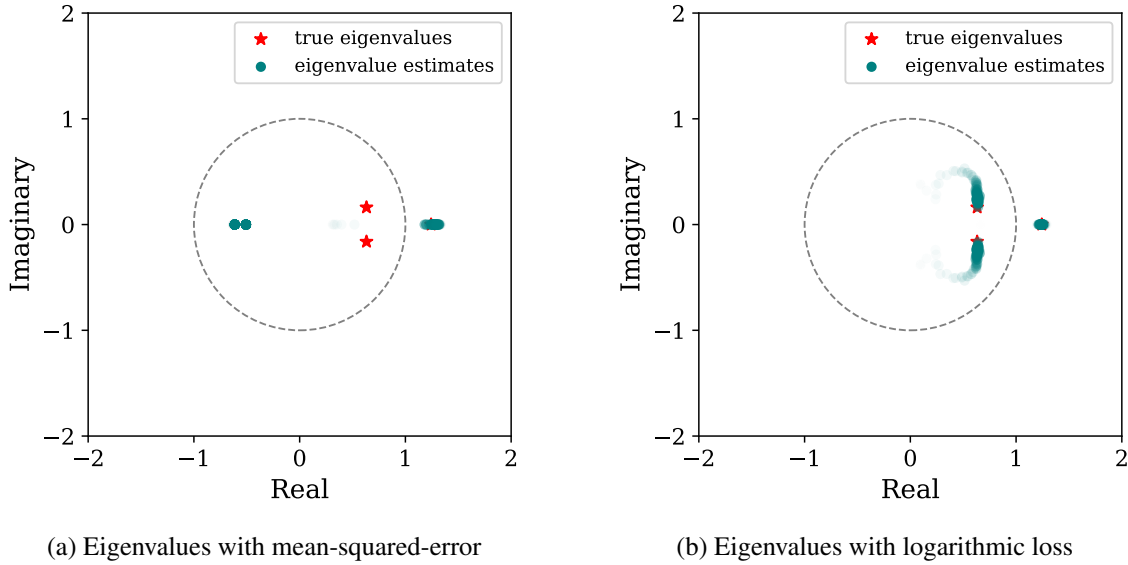 2
1
0
−1
−2
Imaginary
true eigenvalues
eigenvalue estimates
−2 −1 0 1 2
Real
(a) Eigenvalues with mean-squared-error
2
1
0
−1
−2
Imaginary
true eigenvalues
eigenvalue estimates
−2 −1 0 1 2
Real
(b) Eigenvalues with logarithmic loss